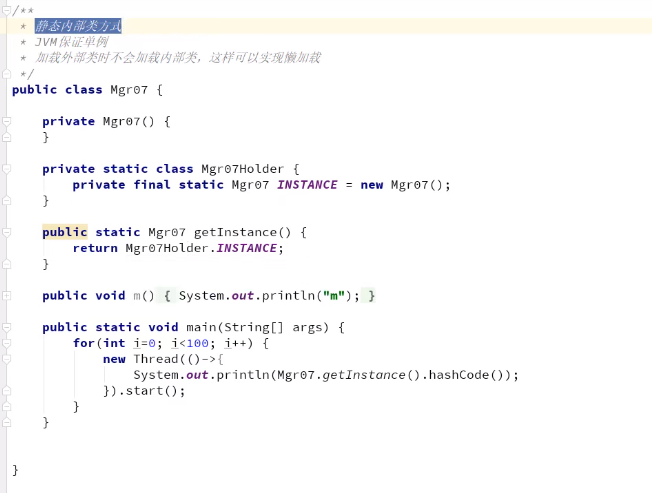 /**
 * 静态内部类方式
 * JVM保证单例
 * 加载外部类时不会加载内部类，这样可以实现懒加载
 */
public class Mgr07 {
    private Mgr07() {
    }
    private static class Mgr07Holder {
        private final static Mgr07 INSTANCE = new Mgr07();
    }
    public static Mgr07 getInstance() {
        return Mgr07Holder.INSTANCE;
    }
    public void m() { System.out.println("m"); }
    public static void main(String[] args) {
        for(int i=0; i<100; i++) {
            new Thread(()->{
                System.out.println(Mgr07.getInstance().hashCode());
            }).start();
        }
    }
}